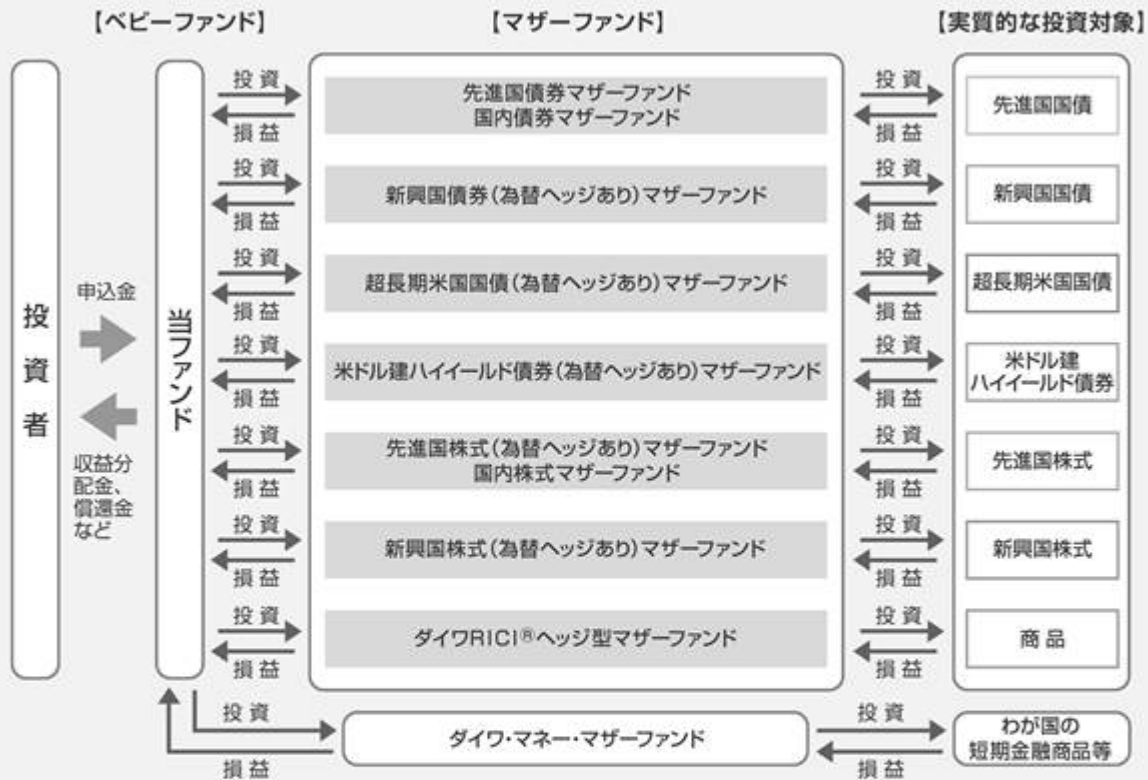 【ベビーファンド】
【マザーファンド】
【実質的な投資対象】
投資者
申込金
収益分
配金、
償還金
など
当ファンド
投資
損益
先進国債券マザーファンド
国内債券マザーファンド
投資
損益
先進国国債
投資
損益
新興国債券(為替ヘッジあり)マザーファンド
投資
損益
新興国国債
投資
損益
超長期米国国債(為替ヘッジあり)マザーファンド
投資
損益
超長期米国国債
投資
損益
米ドル建ハイイールド債券(為替ヘッジあり)マザーファンド
投資
損益
米ドル建
ハイイールド債券
投資
損益
先進国株式(為替ヘッジあり)マザーファンド
国内株式マザーファンド
投資
損益
先進国株式
投資
損益
新興国株式(為替ヘッジあり)マザーファンド
投資
損益
新興国株式
投資
損益
ダイワRICI®ヘッジ型マザーファンド
投資
損益
商品
投資
損益
ダイワ・マネー・マザーファンド
投資
損益
わが国の
短期金融商品等